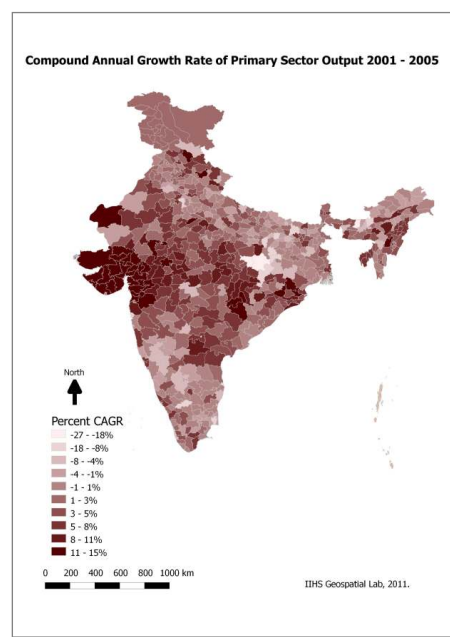 Compound Annual Growth Rate of Primary Sector Output 2001 - 2005
North
Percent CAGR
-27 - -18%
-18 - -8%
-8 - -4%
-4 - -1%
-1 - 1%
1 - 3%
3 - 5%
5 - 8%
8 - 11%
11 - 15%
0 200 400 600 800 1000 km
IIHS Geospatial Lab, 2011.